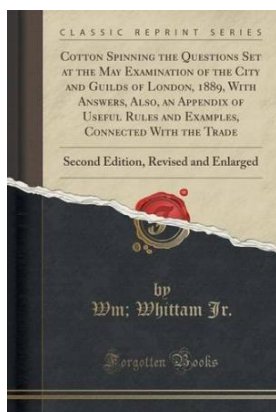 CLASSIC REPRINT SERIES
COTTON SPINNING THE QUESTIONS SET
AT THE MAY EXAMINATION OF THE CITY
AND GUILDS OF LONDAN, 1889, WITH
ANSWERS, ALSO, AN APPENDIX OF
USEFUL RULES AND EXAMPLES,
CONNECTED WITH THE TRADE
Second Edition, Revised and Enlarged
by
Wm; Whittam Jr.
Forgotten Books